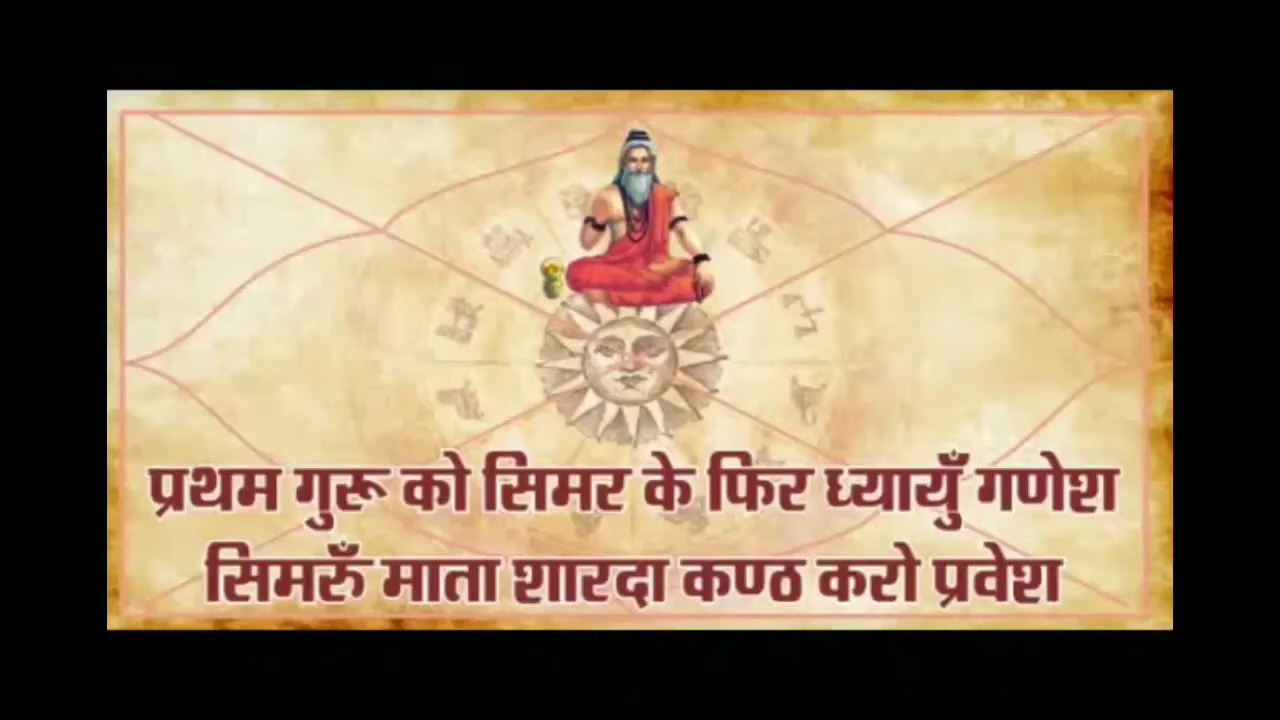 प्रथम गुरू को सिमर के फिर ध्यायुँ गणेश
सिमरुँ माता शारदा कण्ठ करो प्रवेश